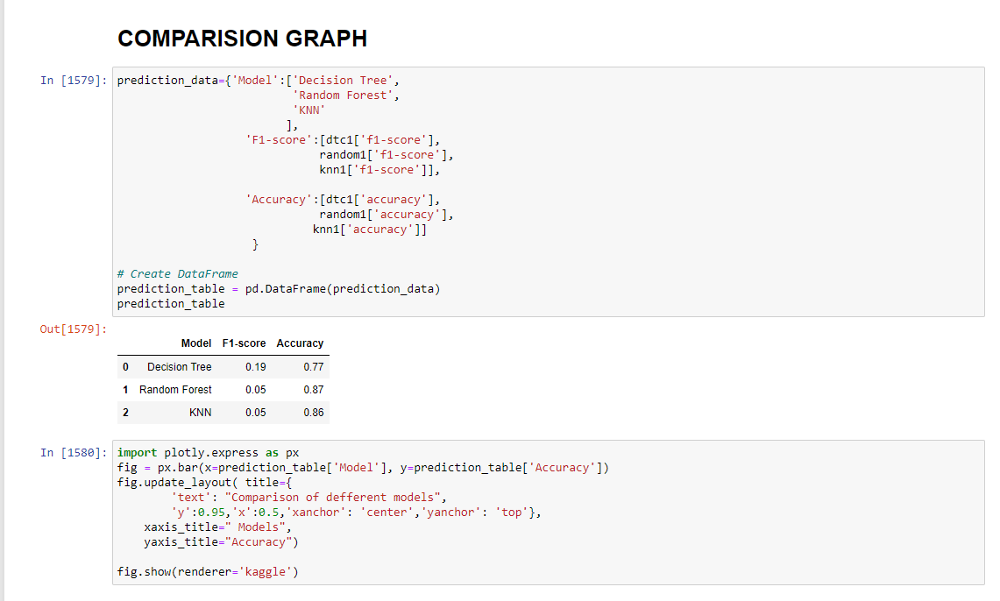 COMPARISION GRAPH
In [1579]: prediction_data={'Model':['Decision Tree',
'Random Forest',
'KNN'
],
'F1-score':[dtc1['f1-score'],
random1['f1-score'],
knn1['f1-score']],
'Accuracy':[dtc1['accuracy'],
random1['accuracy'],
knn1['accuracy']]
}
# Create DataFrame
prediction_table = pd.DataFrame(prediction_data)
prediction_table
Out[1579]:
Model F1-score Accuracy
0 Decision Tree 0.19 0.77
1 Random Forest 0.05 0.87
2 KNN 0.05 0.86
In [1580]: import plotly.express as px
fig = px.bar(x=prediction_table['Model'], y=prediction_table['Accuracy'])
fig.update_layout( title={
'text': "Comparison of defferent models",
'y':0.95,'x':0.5,'xanchor': 'center','yanchor': 'top'},
xaxis_title=" Models",
yaxis_title="Accuracy")
fig.show(renderer='kaggle')